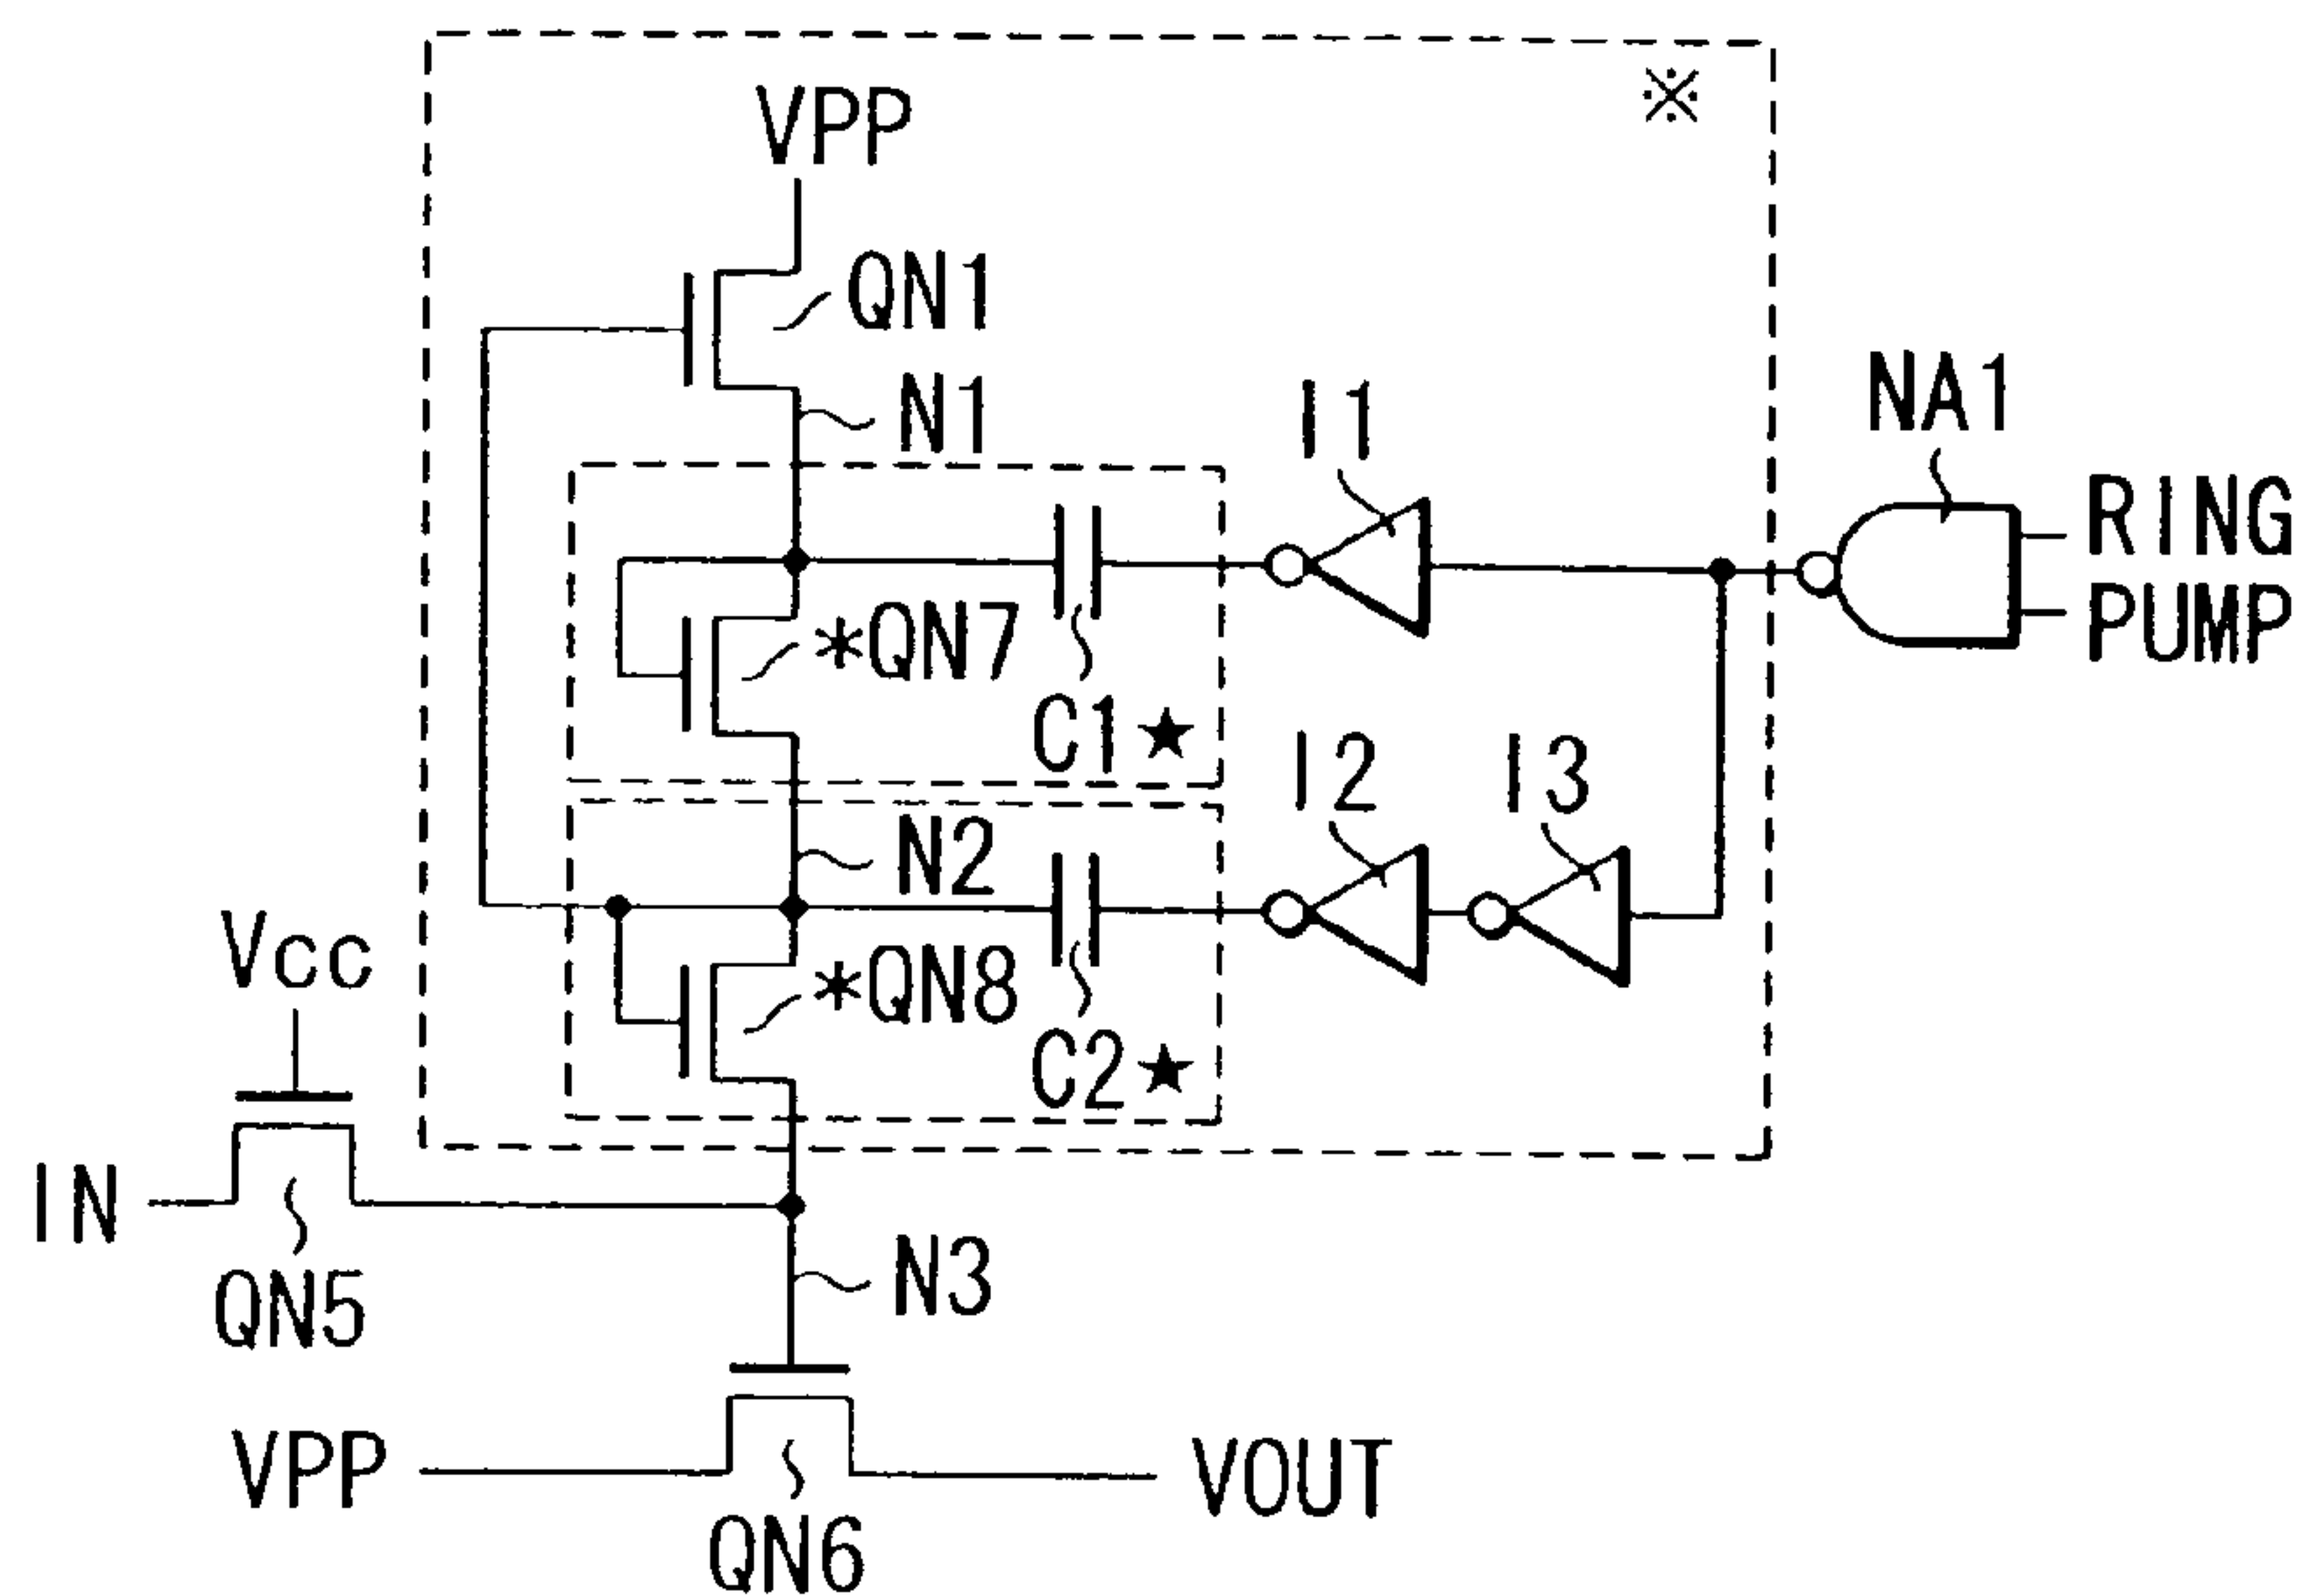 ※
VPP
QN1
N1
I1
NA1
RING
PUMP
*QN7
C1★
I2
I3
N2
Vcc
*QN8
C2★
IN
QN5
N3
VPP
VOUT
QN6